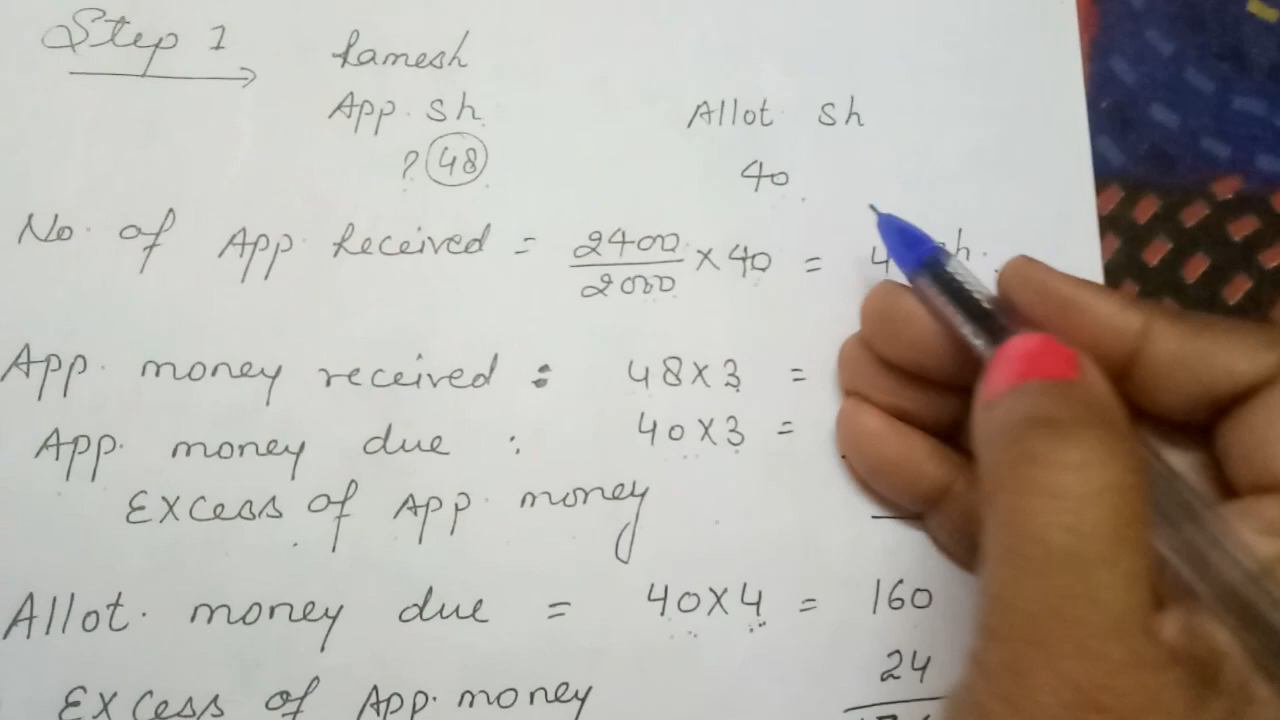 Step 1
Ramesh
App. Sh. Allot Sh
? 48 40
No. of App. Received = 2400/2000 × 40 = 4 h.
App. money received : 48×3 =
App. money due : 40×3 =
Excess of App. money
Allot. money due = 40×4 = 160
Excess of App. money 24